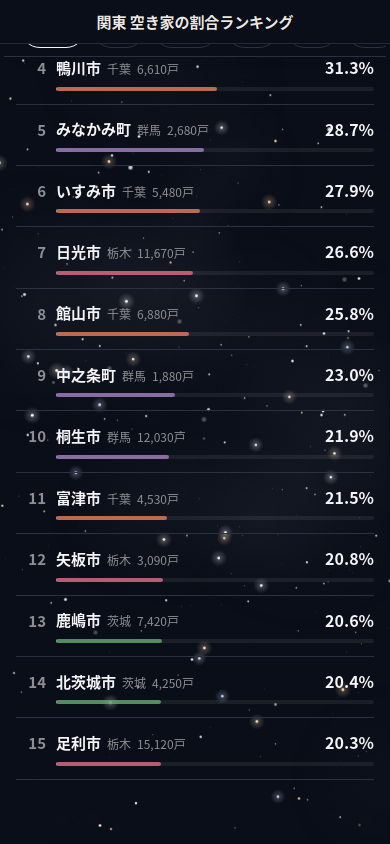 関東 空き家の割合ランキング
4 鴨川市 千葉 6,610戸 31.3%
5 みなかみ町 群馬 2,680戸 28.7%
6 いすみ市 千葉 5,480戸 27.9%
7 日光市 栃木 11,670戸 26.6%
8 館山市 千葉 6,880戸 25.8%
9 中之条町 群馬 1,880戸 23.0%
10 桐生市 群馬 12,030戸 21.9%
11 富津市 千葉 4,530戸 21.5%
12 矢板市 栃木 3,090戸 20.8%
13 鹿嶋市 茨城 7,420戸 20.6%
14 北茨城市 茨城 4,250戸 20.4%
15 足利市 栃木 15,120戸 20.3%